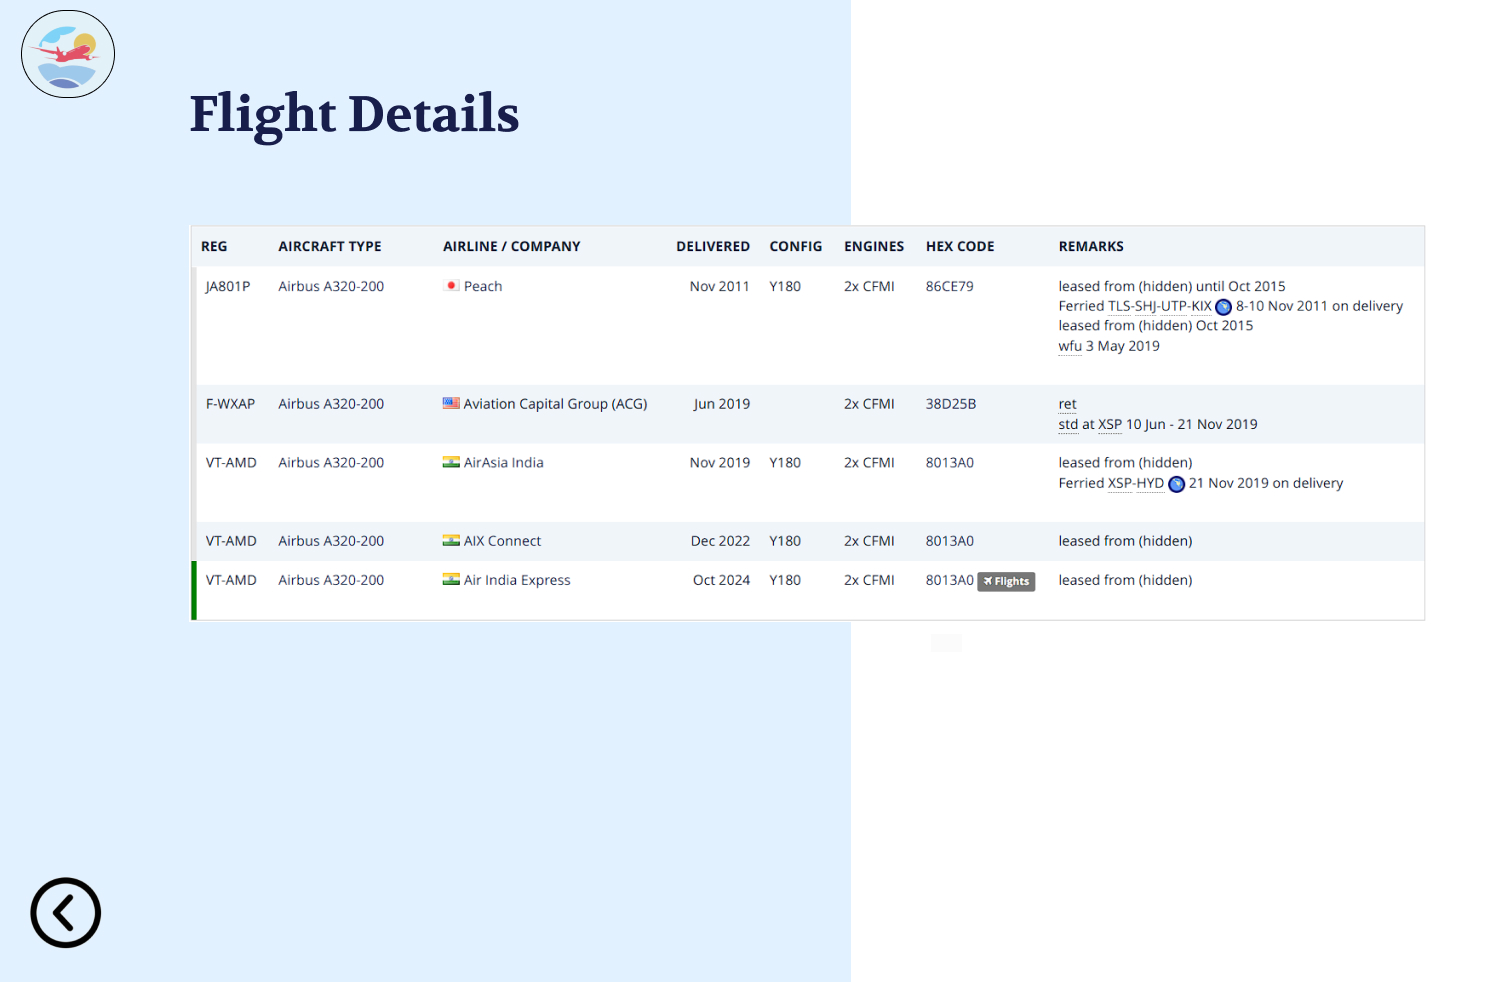 Flight Details
REG AIRCRAFT TYPE AIRLINE / COMPANY DELIVERED CONFIG ENGINES HEX CODE REMARKS
JA801P Airbus A320-200 Peach Nov 2011 Y180 2x CFMI 86CE79 leased from (hidden) until Oct 2015
Ferried TLS-SHJ-UTP-KIX 8-10 Nov 2011 on delivery
leased from (hidden) Oct 2015
wfu 3 May 2019
F-WXAP Airbus A320-200 Aviation Capital Group (ACG) Jun 2019 2x CFMI 38D25B ret
std at XSP 10 Jun - 21 Nov 2019
VT-AMD Airbus A320-200 AirAsia India Nov 2019 Y180 2x CFMI 8013A0 leased from (hidden)
Ferried XSP-HYD 21 Nov 2019 on delivery
VT-AMD Airbus A320-200 AIX Connect Dec 2022 Y180 2x CFMI 8013A0 leased from (hidden)
VT-AMD Airbus A320-200 Air India Express Oct 2024 Y180 2x CFMI 8013A0 Flights leased from (hidden)